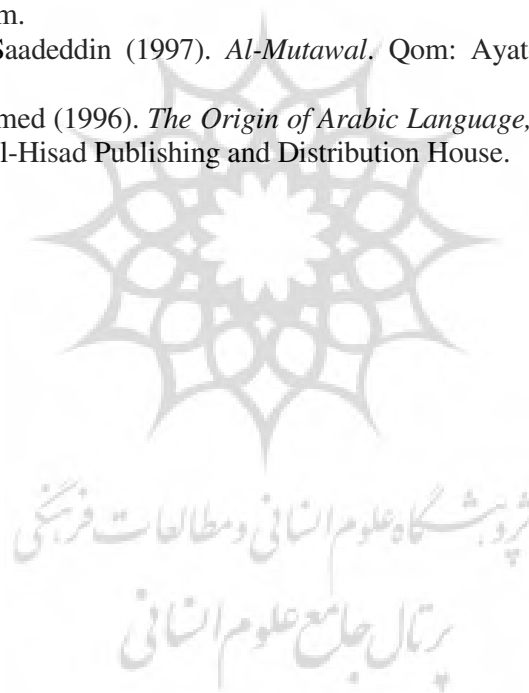 m.
Saadeddin (1997). Al-Mutawal. Qom: Ayat
med (1996). The Origin of Arabic Language,
l-Hisad Publishing and Distribution House.
پژوهشگاه علوم انسانی و مطالعات فرهنگی
پرتال جامع علوم انسانی